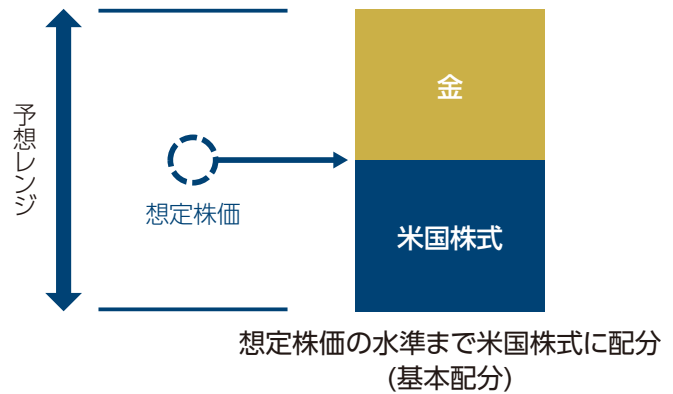 予想レンジ
金
想定株価
米国株式
想定株価の水準まで米国株式に配分
(基本配分)